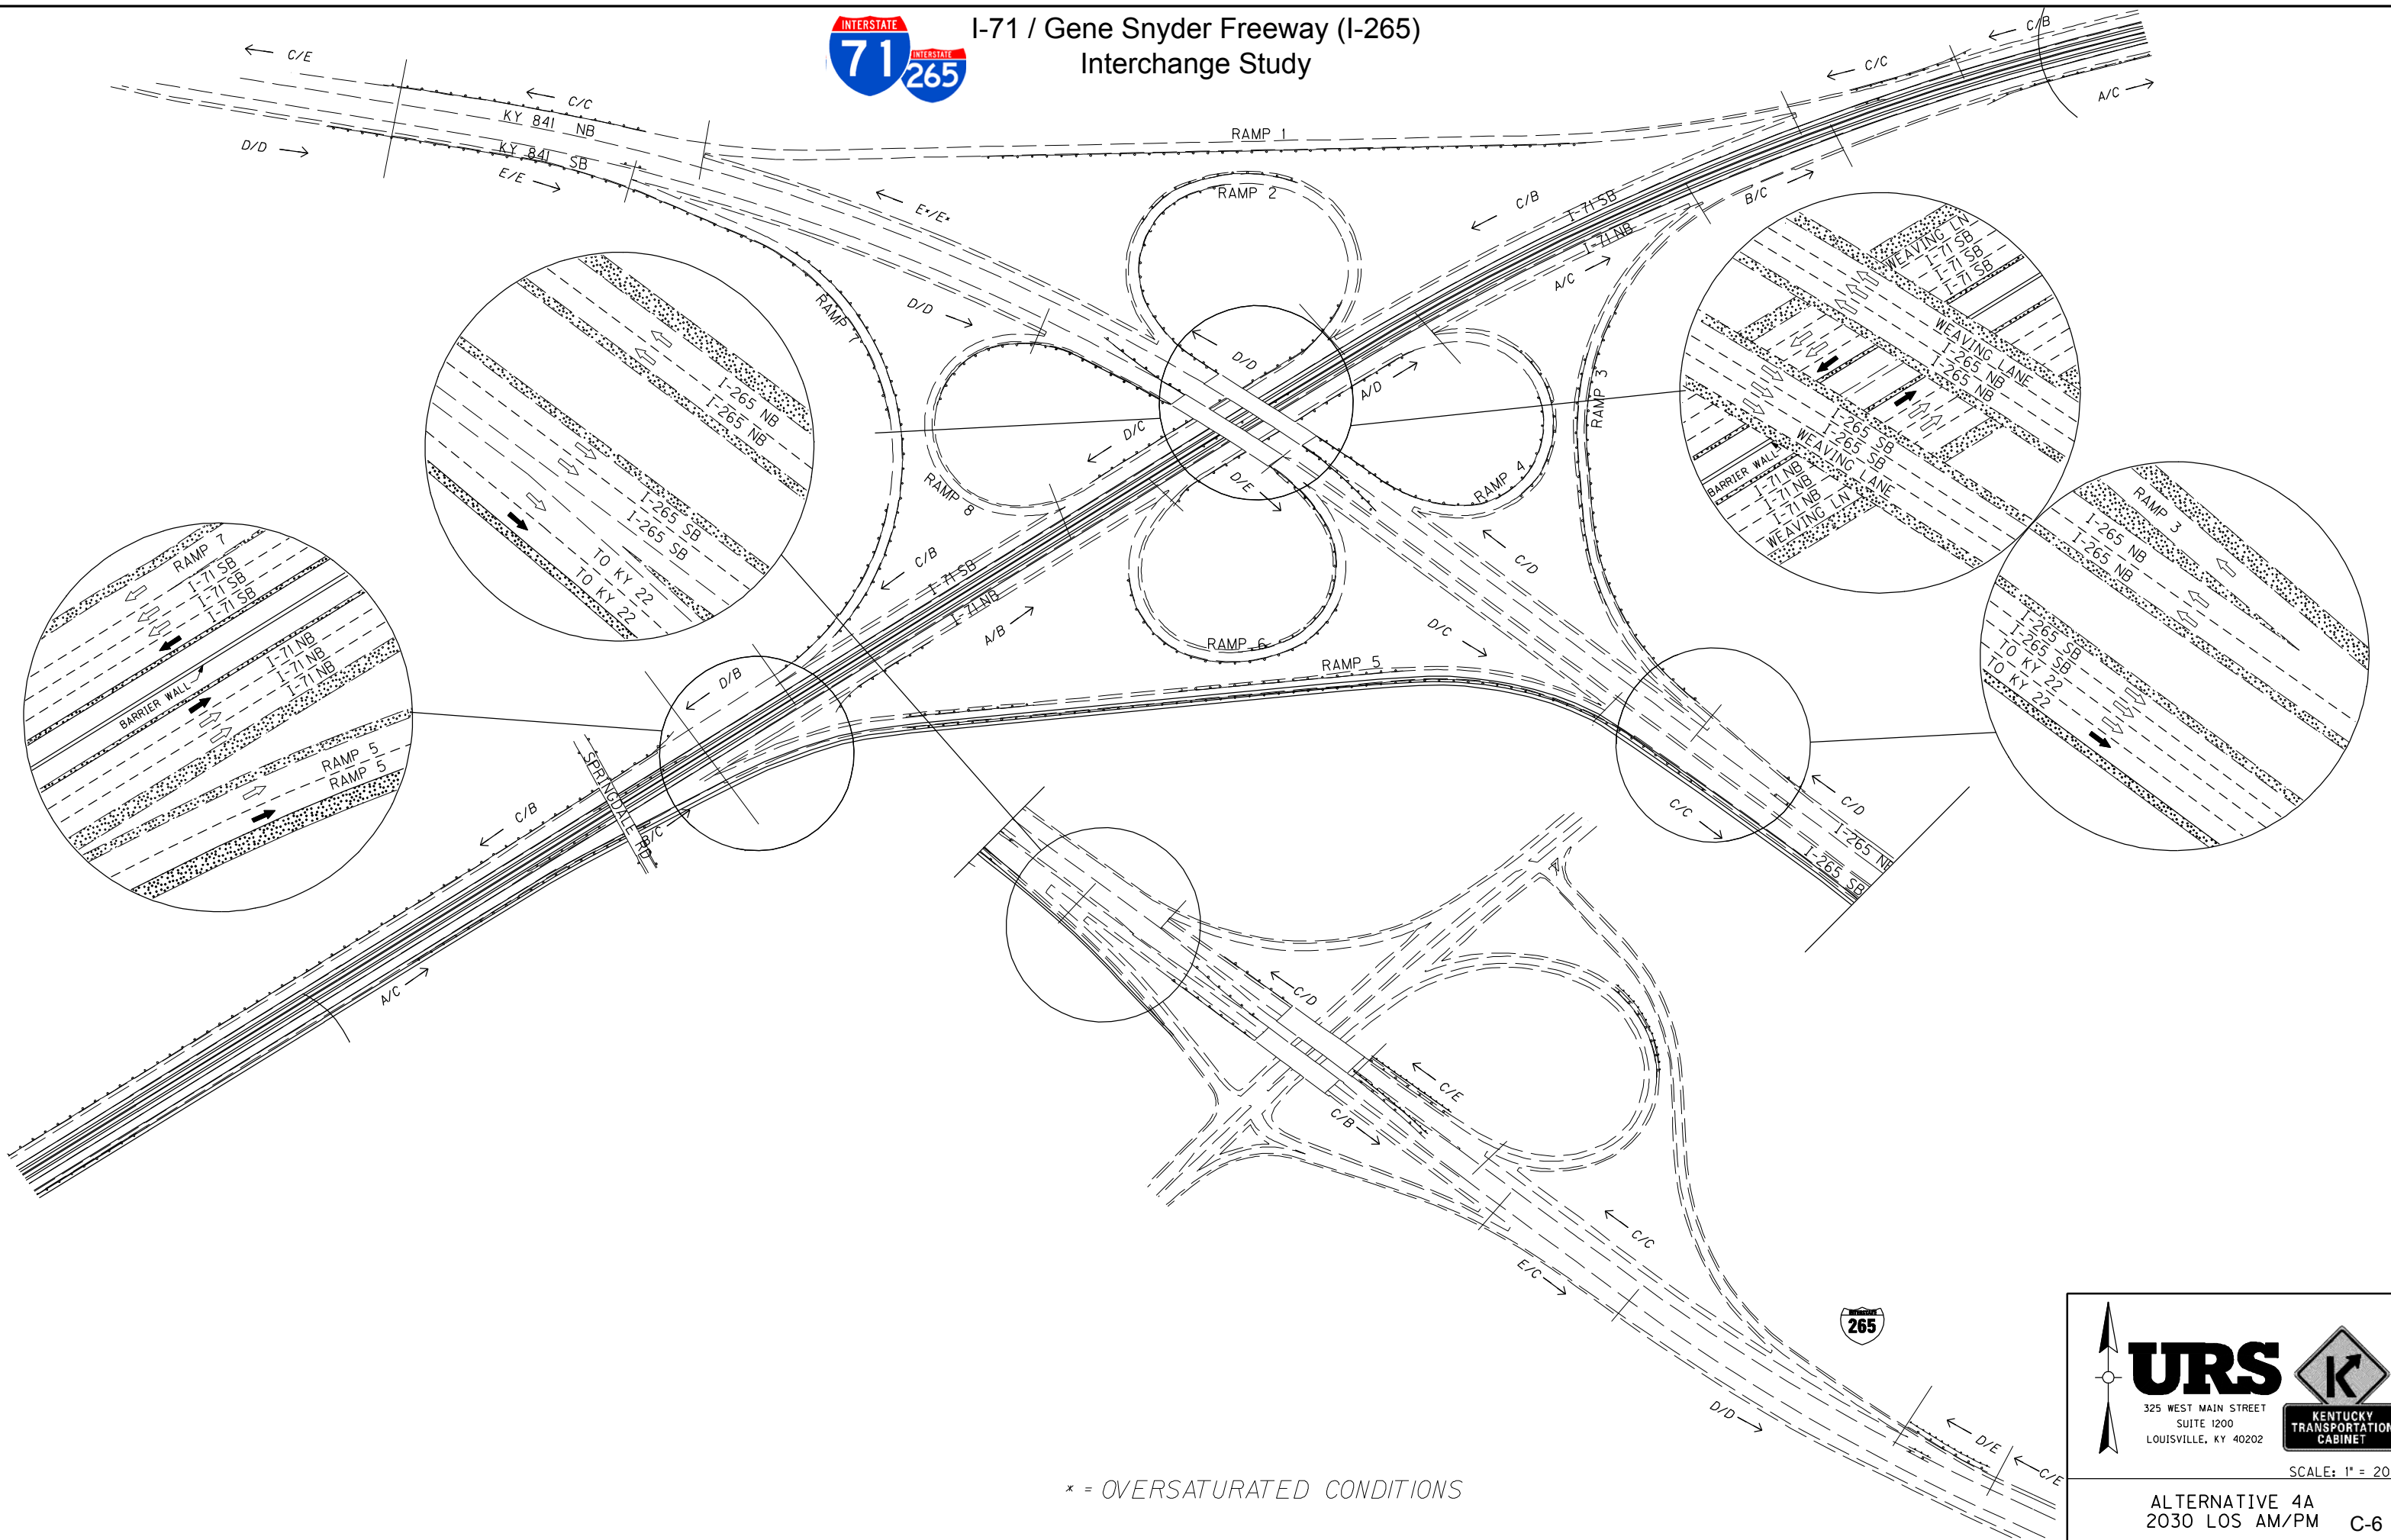 I-71 / Gene Snyder Freeway (I-265)
Interchange Study
INTERSTATE
71
INTERSTATE
265
C/E
C/C
KY 841 NB
KY 841 SB
D/D
E/E
RAMP 1
C/B
C/C
A/C
E*/E*
RAMP 2
C/B
I-71 SB
I-71 NB
B/C
A/C
D/D
RAMP 7
D/D
A/D
RAMP 3
D/C
D/E
RAMP 4
RAMP 8
C/B
I-71 SB
I-71 NB
A/B
RAMP 6
C/D
D/C
RAMP 5
D/B
SPRINGDALE RD
B/C
C/B
A/C
C/C
C/D
I-265 NB
I-265 SB
I-265 NB
I-265 NB
I-265 SB
I-265 SB
TO KY 22
TO KY 22
RAMP 7
I-71 SB
I-71 SB
I-71 SB
BARRIER WALL
I-71 NB
I-71 NB
I-71 NB
RAMP 5
RAMP 5
WEAVING LN
I-71 SB
I-71 SB
I-71 SB
WEAVING LANE
I-265 NB
I-265 NB
I-265 SB
I-265 SB
WEAVING LANE
BARRIER WALL
I-71 NB
I-71 NB
I-71 NB
WEAVING LN
RAMP 3
I-265 NB
I-265 NB
I-265 SB
I-265 SB
TO KY 22
TO KY 22
C/D
C/E
C/B
C/C
E/C
D/D
D/E
C/E
INTERSTATE
265
* = OVERSATURATED CONDITIONS
URS
325 WEST MAIN STREET
SUITE 1200
LOUISVILLE, KY 40202
K
KENTUCKY
TRANSPORTATION
CABINET
SCALE: 1" = 20
ALTERNATIVE 4A
2030 LOS AM/PM
C-6